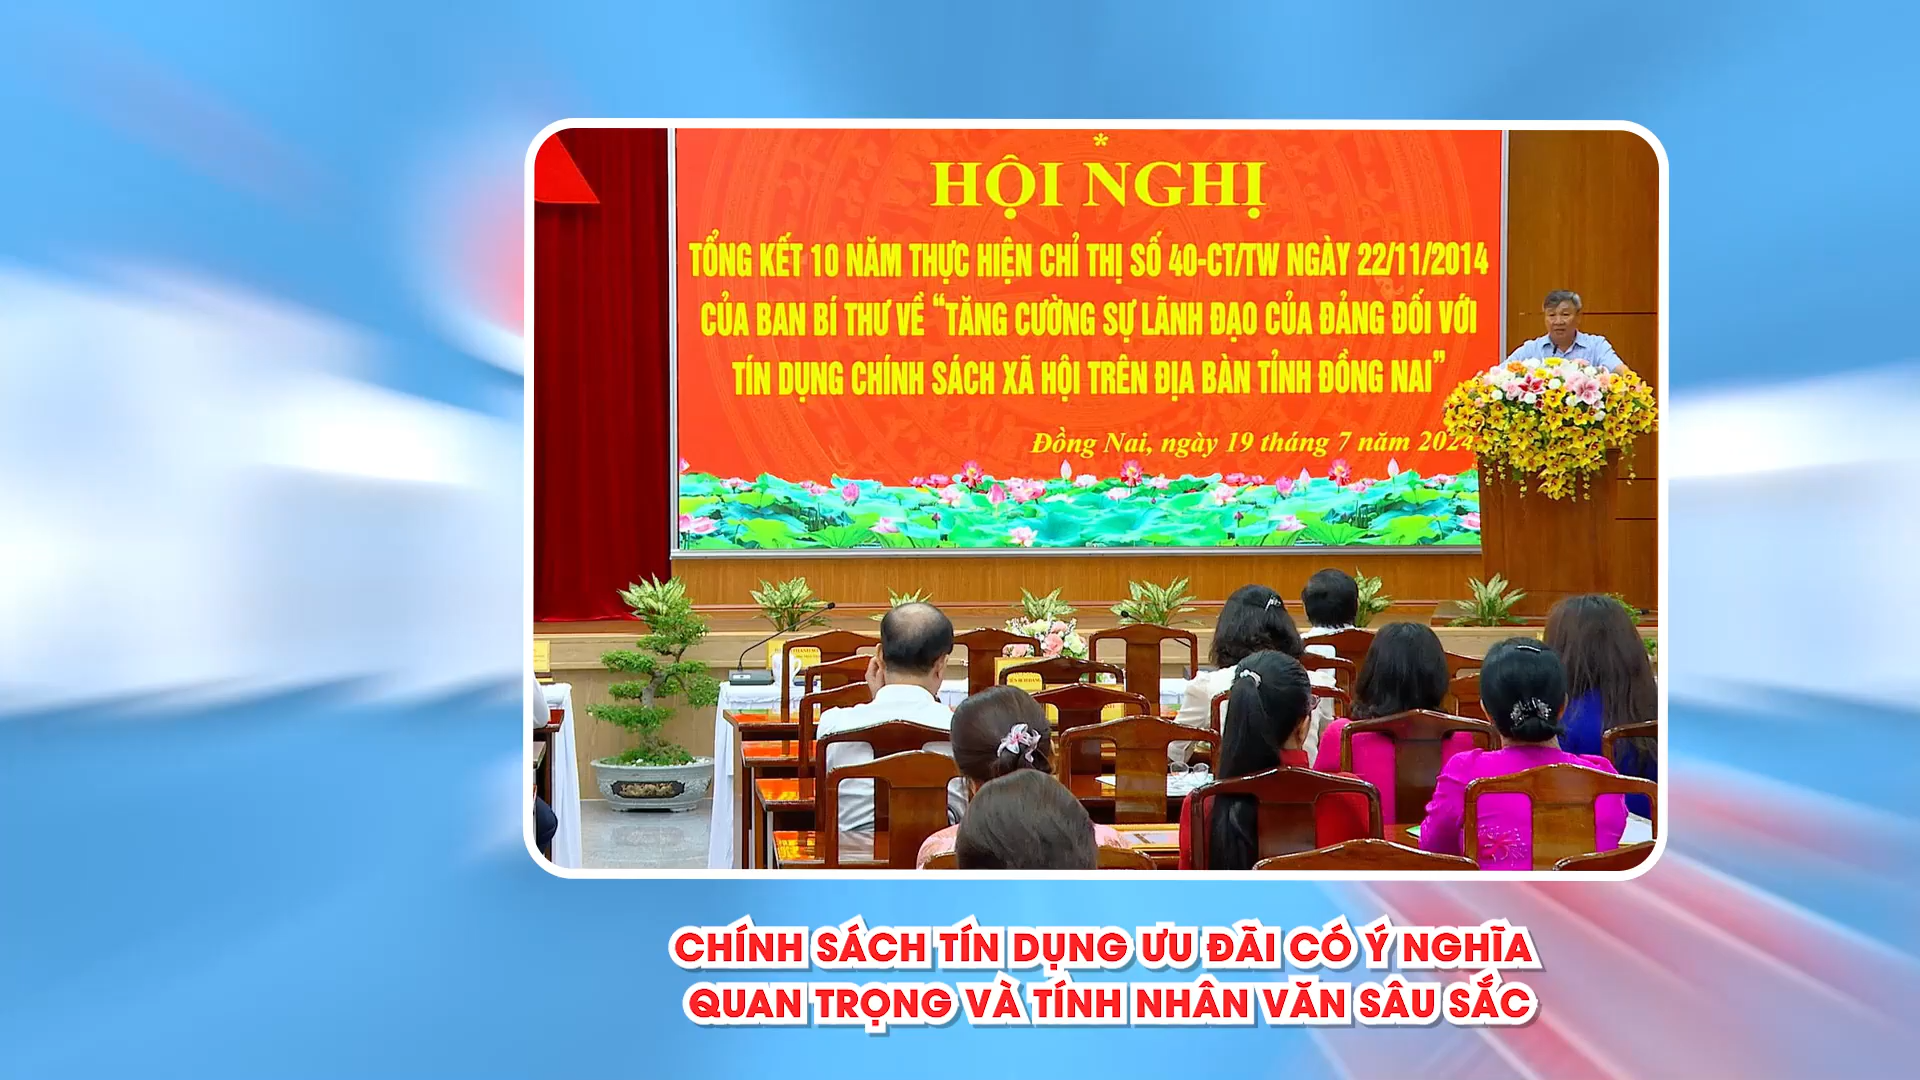 HỘI NGHỊ
TỔNG KẾT 10 NĂM THỰC HIỆN CHỈ THỊ SỐ 40-CT/TW NGÀY 22/11/2014
CỦA BAN BÍ THƯ VỀ “TĂNG CƯỜNG SỰ LÃNH ĐẠO CỦA ĐẢNG ĐỐI VỚI
TÍN DỤNG CHÍNH SÁCH XÃ HỘI TRÊN ĐỊA BÀN TỈNH ĐỒNG NAI”
Đồng Nai, ngày 19 tháng 7 năm 2024
CHÍNH SÁCH TÍN DỤNG ƯU ĐÃI CÓ Ý NGHĨA
QUAN TRỌNG VÀ TÍNH NHÂN VĂN SÂU SẮC